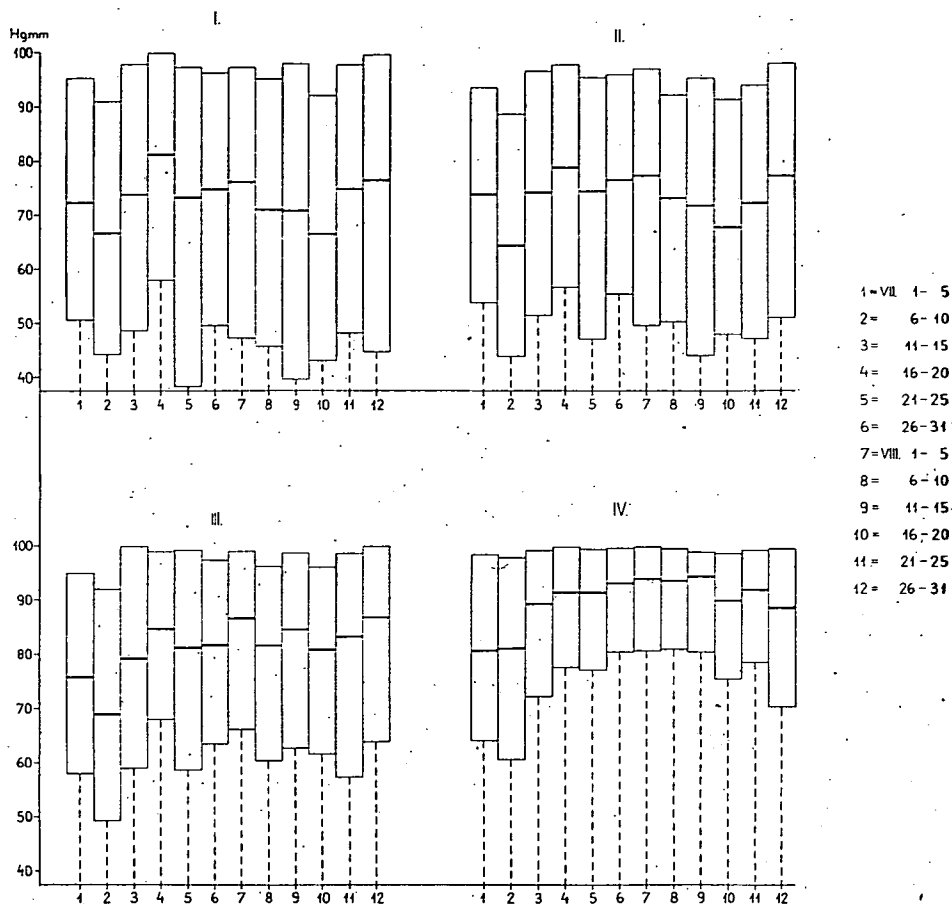 I.
Hgmm
100
90
80
70
60
50
40
1 2 3 4 5 6 7 8 9 10 11 12
II.
1 2 3 4 5 6 7 8 9 10 11 12
1=VII. 1- 5
2= 6-10
3= 11-15
4= 16-20
5= 21-25
6= 26-31
7=VIII. 1- 5
8= 6-10
9= 11-15
10= 16-20
11= 21-25
12= 26-31
III.
100
90
80
70
60
50
40
1 2 3 4 5 6 7 8 9 10 11 12
IV.
1 2 3 4 5 6 7 8 9 10 11 12